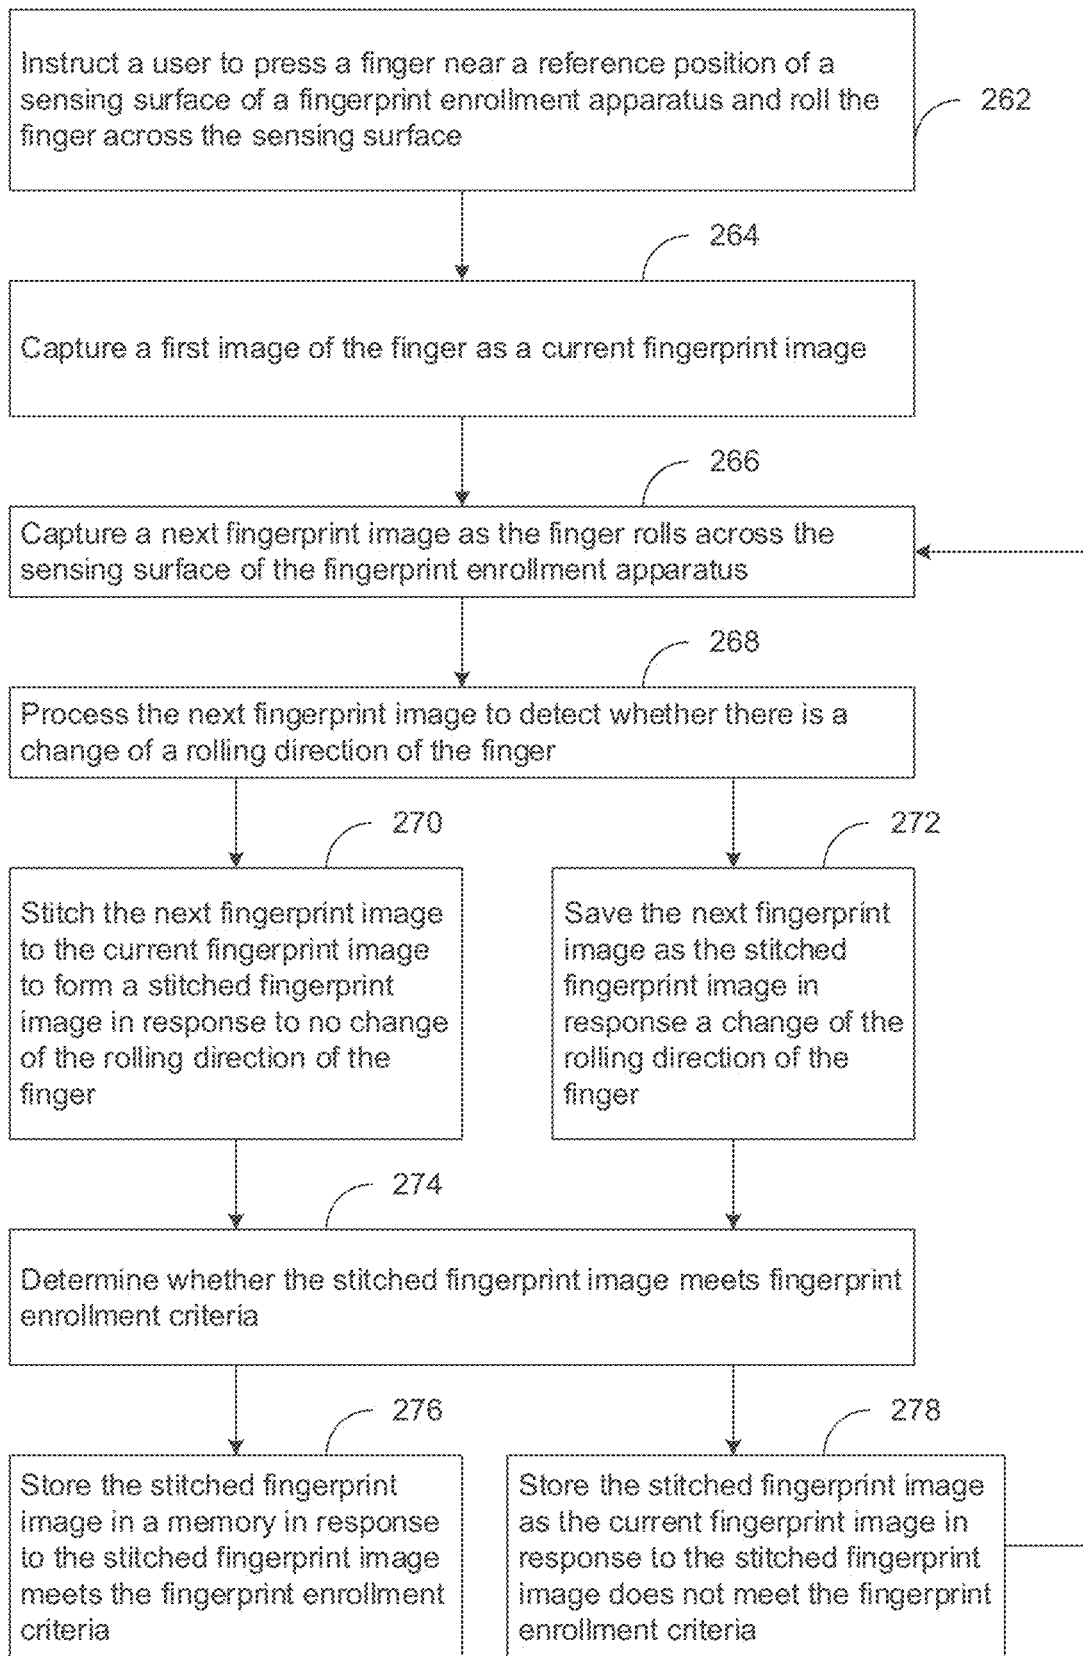 Instruct a user to press a finger near a reference position of a
sensing surface of a fingerprint enrollment apparatus and roll the
finger across the sensing surface
262
264
Capture a first image of the finger as a current fingerprint image
266
Capture a next fingerprint image as the finger rolls across the
sensing surface of the fingerprint enrollment apparatus
268
Process the next fingerprint image to detect whether there is a
change of a rolling direction of the finger
270
Stitch the next fingerprint image
to the current fingerprint image
to form a stitched fingerprint
image in response to no change
of the rolling direction of the
finger
272
Save the next fingerprint
image as the stitched
fingerprint image in
response a change of the
rolling direction of the
finger
274
Determine whether the stitched fingerprint image meets fingerprint
enrollment criteria
276
Store the stitched fingerprint
image in a memory in response
to the stitched fingerprint image
meets the fingerprint enrollment
criteria
278
Store the stitched fingerprint image
as the current fingerprint image in
response to the stitched fingerprint
image does not meet the fingerprint
enrollment criteria